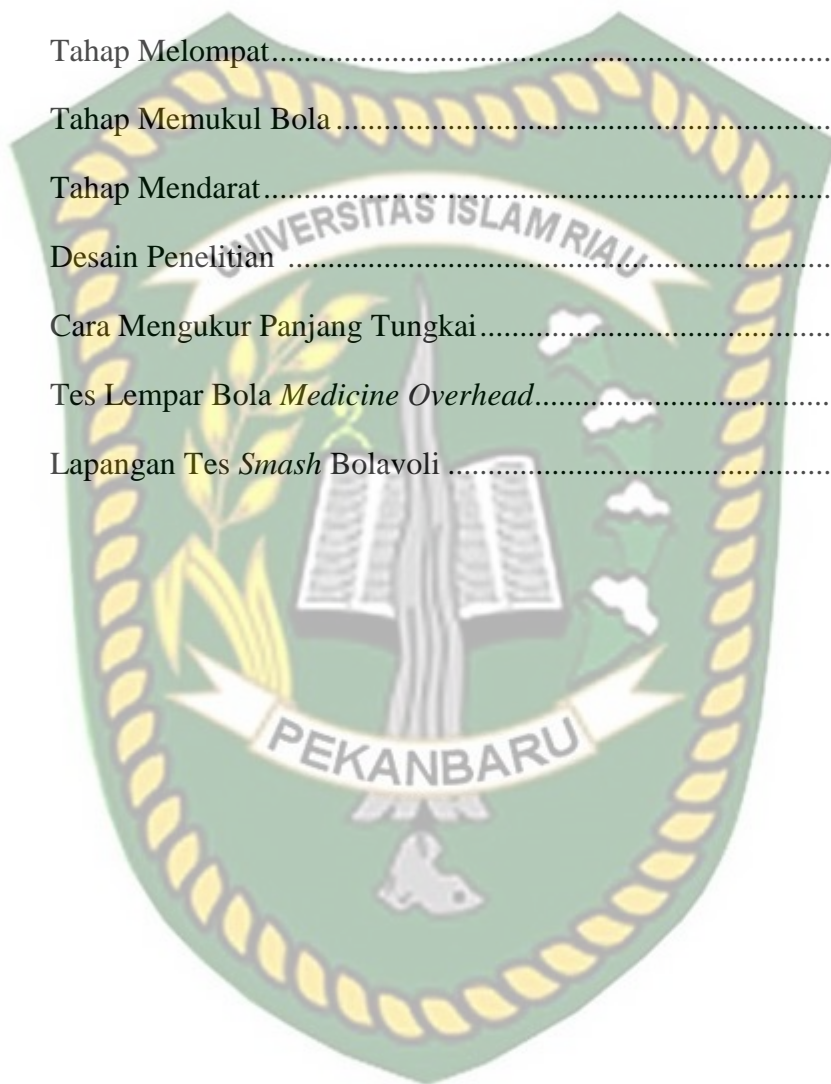 Tahap Melompat........................................................................
Tahap Memukul Bola ................................................................
Tahap Mendarat.........................................................................
UNIVERSITAS ISLAM RIAU
Desain Penelitian ......................................................................
Cara Mengukur Panjang Tungkai.............................................
Tes Lempar Bola Medicine Overhead.......................................
Lapangan Tes Smash Bolavoli .................................................
PEKANBARU